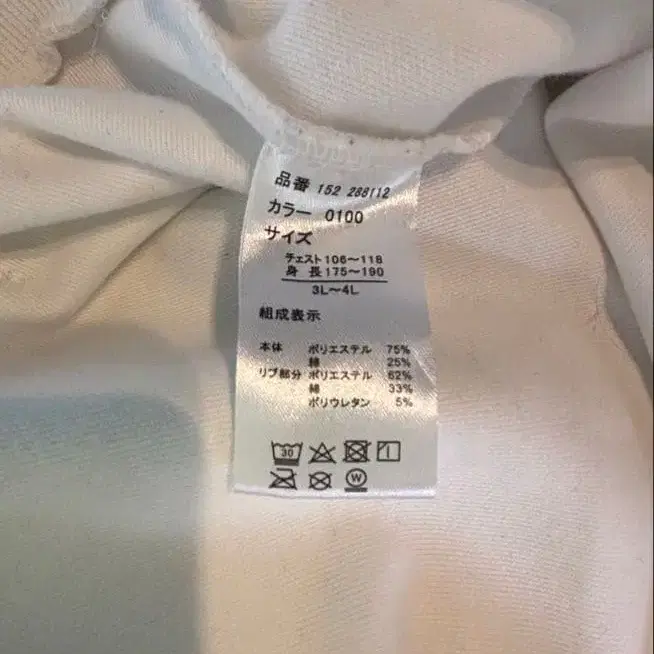 品番 152 288112
カラー 0100
サイズ
チェスト106〜118
身 長175〜190
3L〜4L
組成表示
本体 ポリエステル 75%
綿 25%
リブ部分 ポリエステル 62%
綿 33%
ポリウレタン 5%
30
W